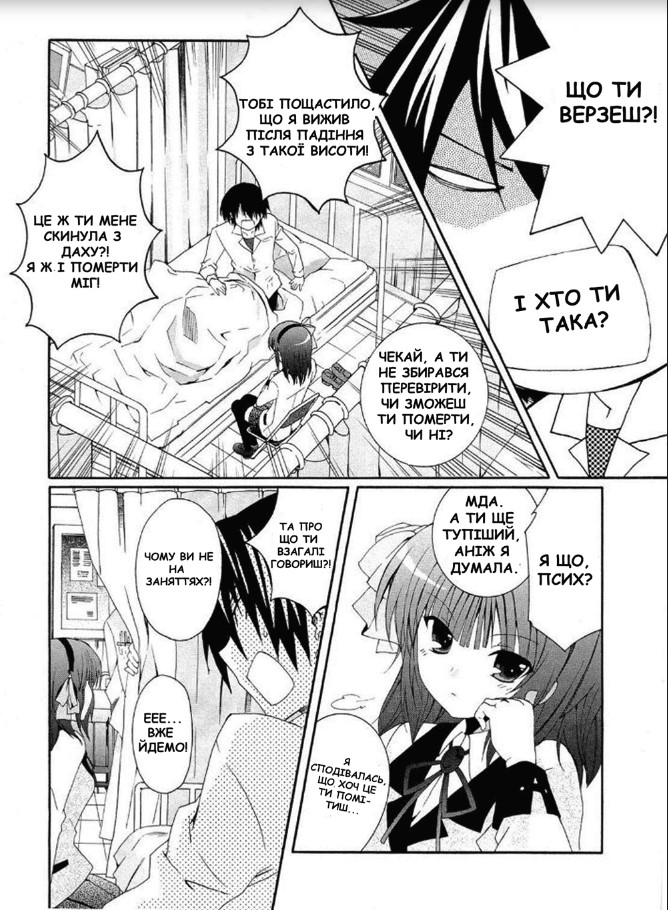 ЩО ТИ
ВЕРЗЕШ?!
ТОБІ ПОЩАСТИЛО,
ЩО Я ВИЖИВ
ПІСЛЯ ПАДІННЯ
З ТАКОЇ ВИСОТИ!
ЦЕ Ж ТИ МЕНЕ
СКИНУЛА З
ДАХУ?!
Я Ж І ПОМЕРТИ
МІГ!
І ХТО ТИ
ТАКА?
ЧЕКАЙ, А ТИ
НЕ ЗБИРАВСЯ
ПЕРЕВІРИТИ,
ЧИ ЗМОЖЕШ
ТИ ПОМЕРТИ,
ЧИ НІ?
Я ЩО,
ПСИХ?
МДА.
А ТИ ЩЕ
ТУПІШИЙ,
АНІЖ Я
ДУМАЛА.
Я
СПОДІВАЛАСЬ,
ЩО ХОЧ ЦЕ
ТИ ПОМІ-
ТИШ...
ТА ПРО
ЩО ТИ
ВЗАГАЛІ
ГОВОРИШ?!
ЧОМУ ВИ НЕ
НА
ЗАНЯТТЯХ?!
ЕЕЕ...
ВЖЕ
ЙДЕМО!